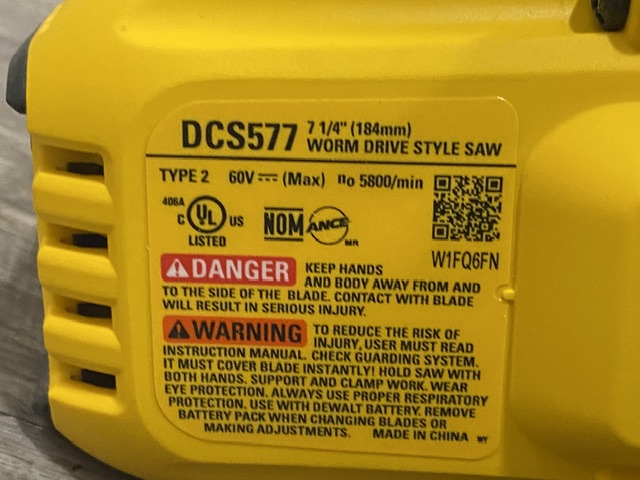 DCS577 7 1/4" (184mm)
WORM DRIVE STYLE SAW
TYPE 2 60V⎓(Max) no 5800/min
406A
C UL US
LISTED
NOM ANCE
MR
W1FQ6FN
DANGER KEEP HANDS
AND BODY AWAY FROM AND
TO THE SIDE OF THE BLADE. CONTACT WITH BLADE
WILL RESULT IN SERIOUS INJURY.
WARNING TO REDUCE THE RISK OF
INJURY, USER MUST READ
INSTRUCTION MANUAL. CHECK GUARDING SYSTEM.
IT MUST COVER BLADE INSTANTLY! HOLD SAW WITH
BOTH HANDS. SUPPORT AND CLAMP WORK. WEAR
EYE PROTECTION. ALWAYS USE PROPER RESPIRATORY
PROTECTION. USE WITH DEWALT BATTERY. REMOVE
BATTERY PACK WHEN CHANGING BLADES OR
MAKING ADJUSTMENTS. MADE IN CHINA WY